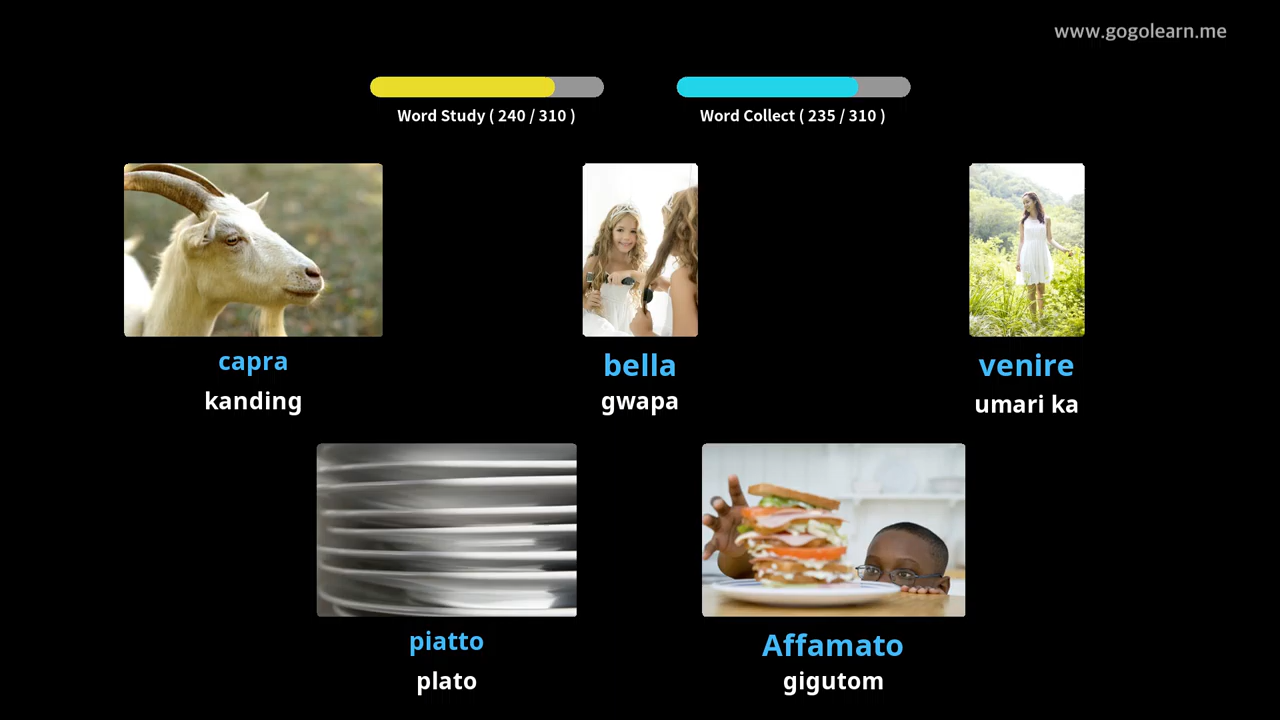 www.gogolearn.me
Word Study ( 240 / 310 )
Word Collect ( 235 / 310 )
capra
kanding
bella
gwapa
venire
umari ka
piatto
plato
Affamato
gigutom